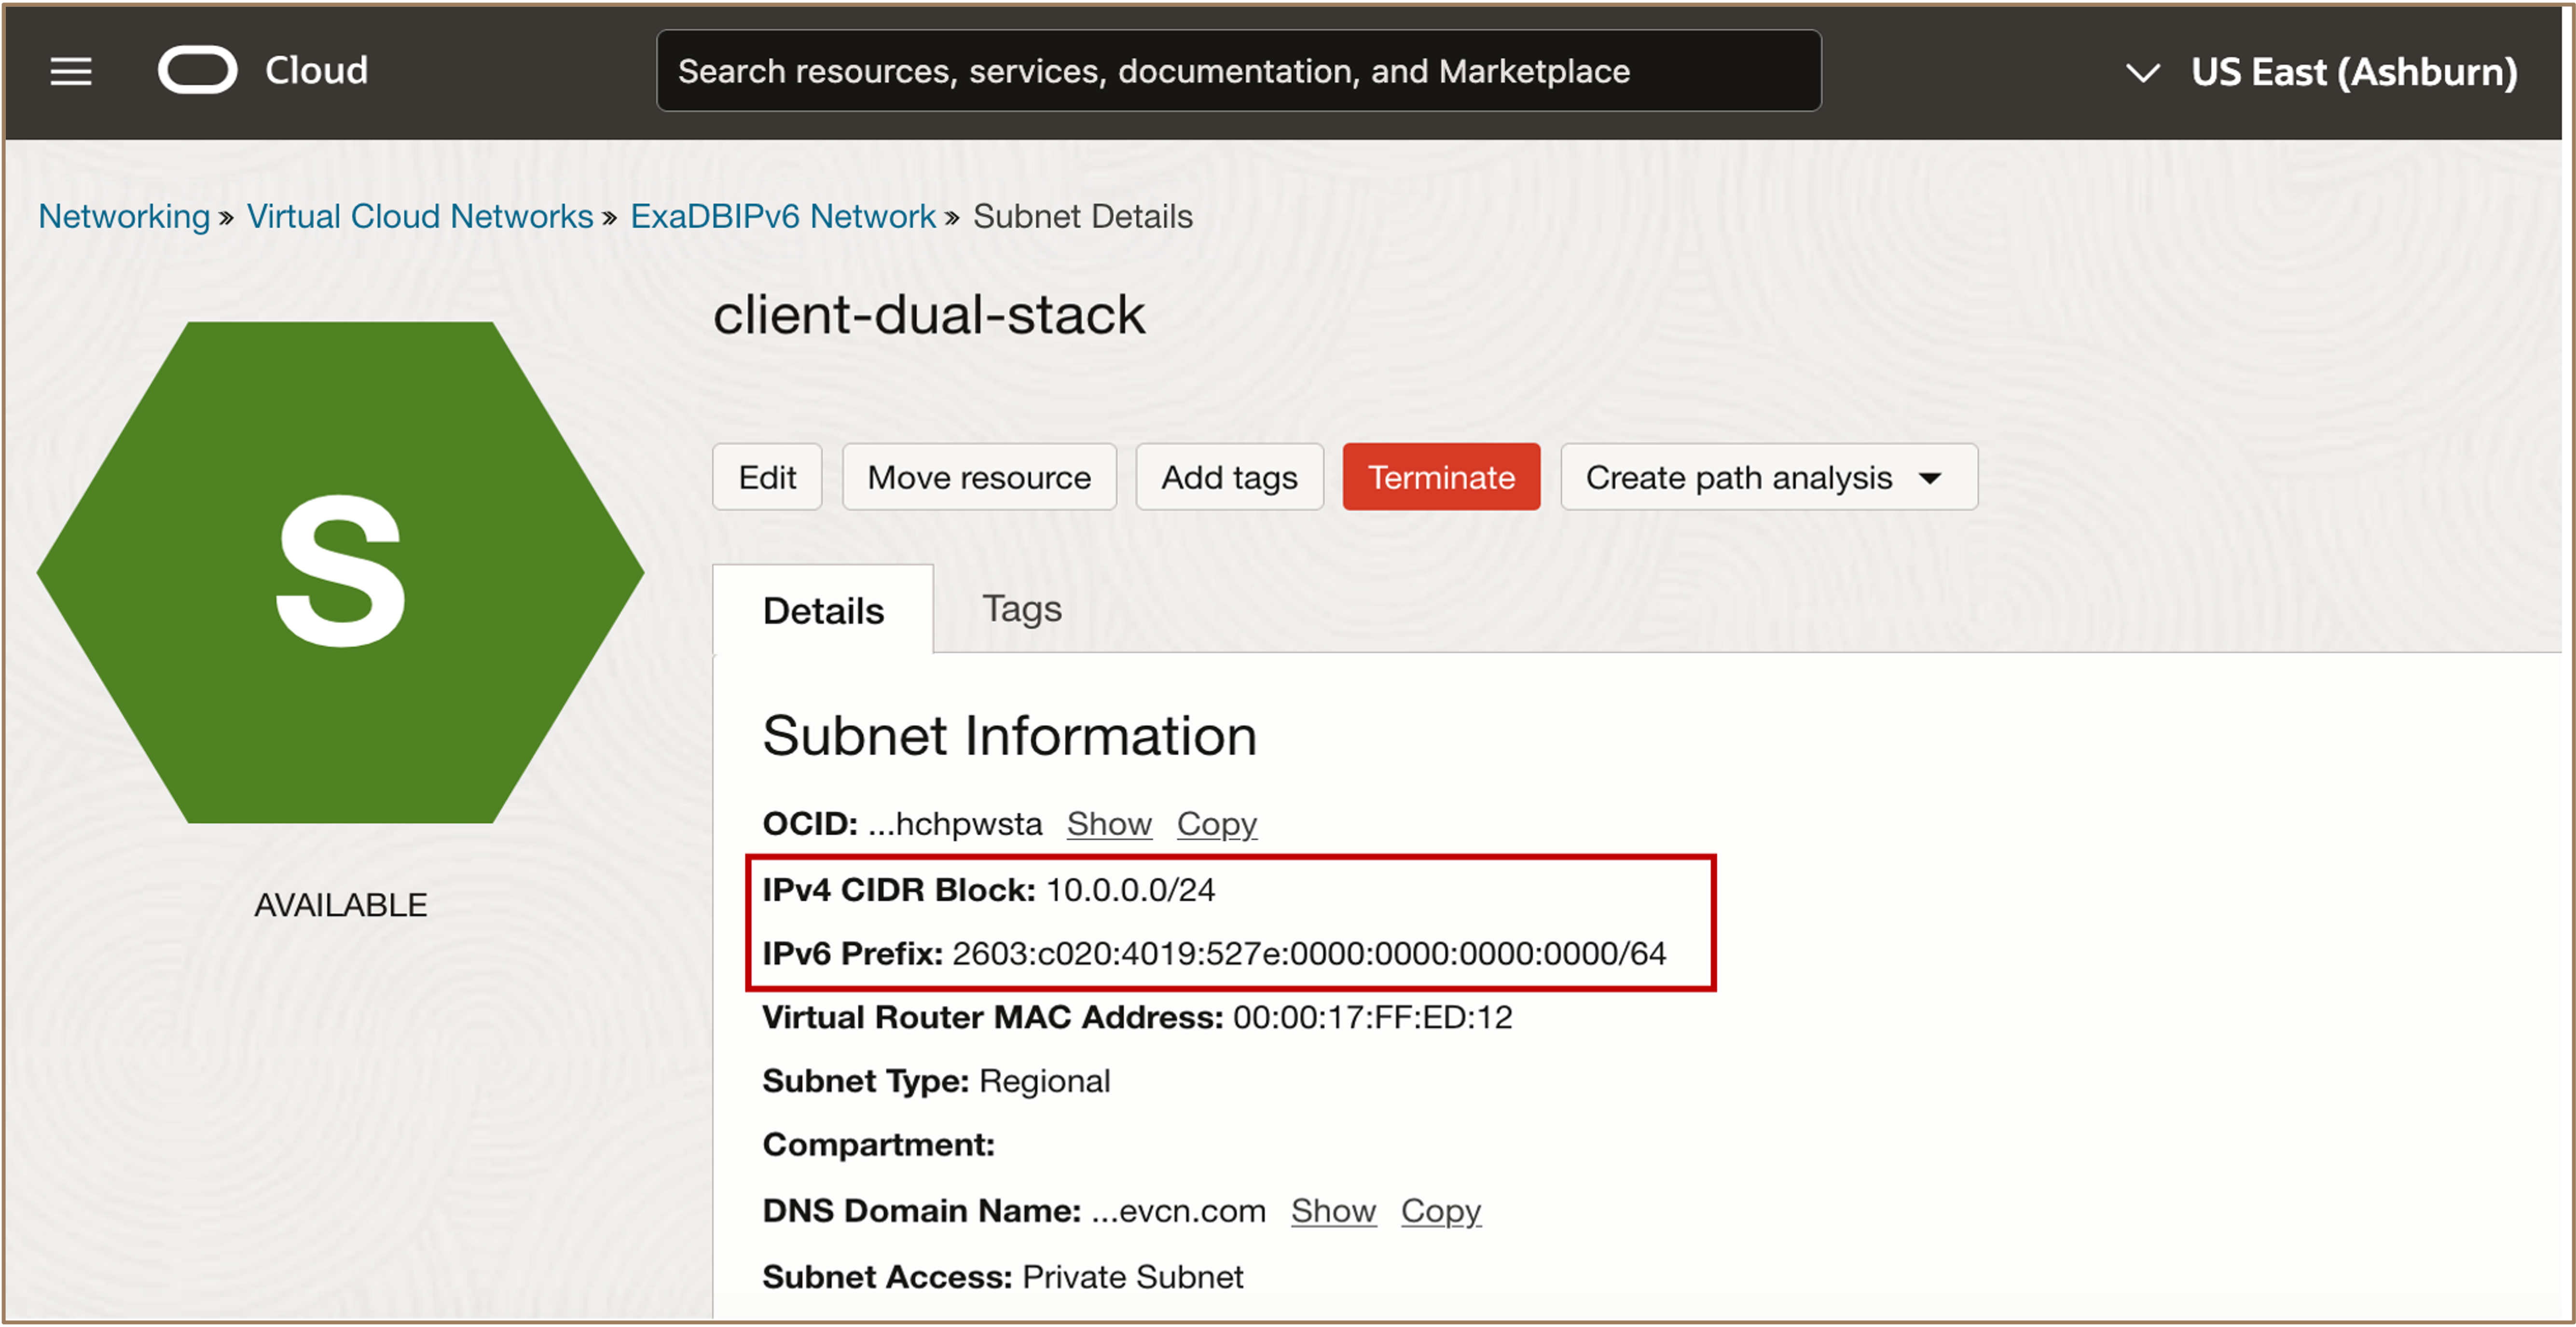 Cloud
Search resources, services, documentation, and Marketplace
US East (Ashburn)
Networking » Virtual Cloud Networks » ExaDBIPv6 Network » Subnet Details
client-dual-stack
Edit
Move resource
Add tags
Terminate
Create path analysis
S
AVAILABLE
Details
Tags
Subnet Information
OCID: ...hchpwsta Show Copy
IPv4 CIDR Block: 10.0.0.0/24
IPv6 Prefix: 2603:c020:4019:527e:0000:0000:0000:0000/64
Virtual Router MAC Address: 00:00:17:FF:ED:12
Subnet Type: Regional
Compartment:
DNS Domain Name: ...evcn.com Show Copy
Subnet Access: Private Subnet